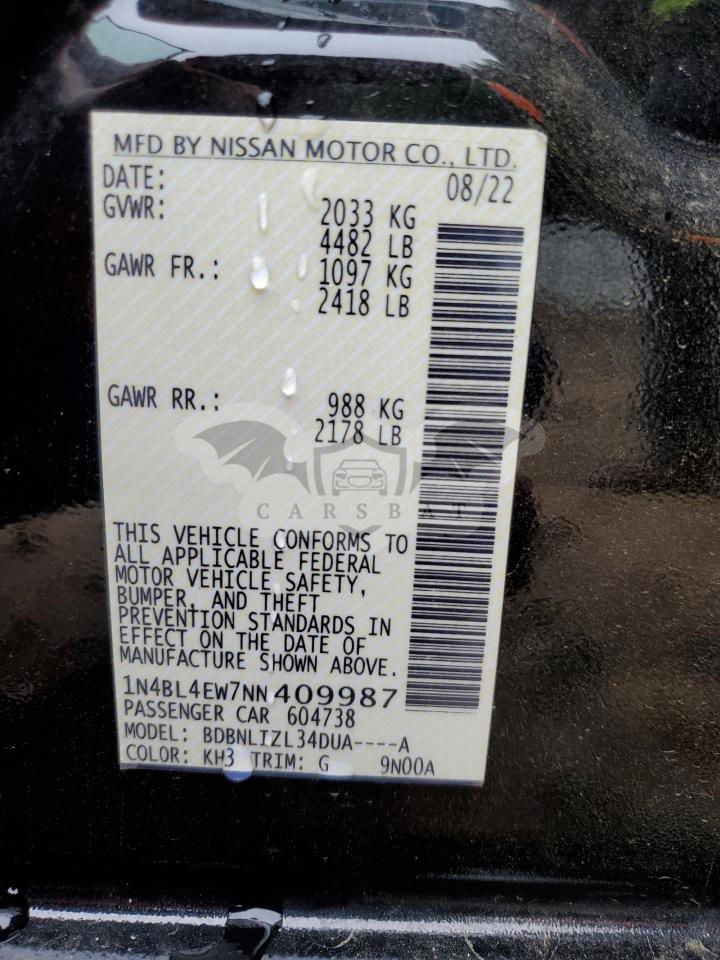 MFD BY NISSAN MOTOR CO., LTD.
DATE: 08/22
GVWR: 2033 KG
4482 LB
GAWR FR.: 1097 KG
2418 LB
GAWR RR.: 988 KG
2178 LB
CARSBAT
THIS VEHICLE CONFORMS TO
ALL APPLICABLE FEDERAL
MOTOR VEHICLE SAFETY,
BUMPER, AND THEFT
PREVENTION STANDARDS IN
EFFECT ON THE DATE OF
MANUFACTURE SHOWN ABOVE.
1N4BL4EW7NN409987
PASSENGER CAR 604738
MODEL: BDBNLIZL34DUA----A
COLOR: KH3 TRIM: G 9N00A